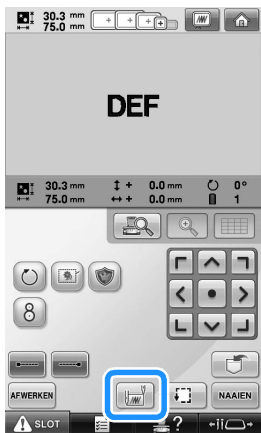 30.3 mm
75.0 mm
DEF
30.3 mm + 0.0 mm 0°
75.0 mm + 0.0 mm 1
8
AFWERKEN NAAIEN
SLOT ?